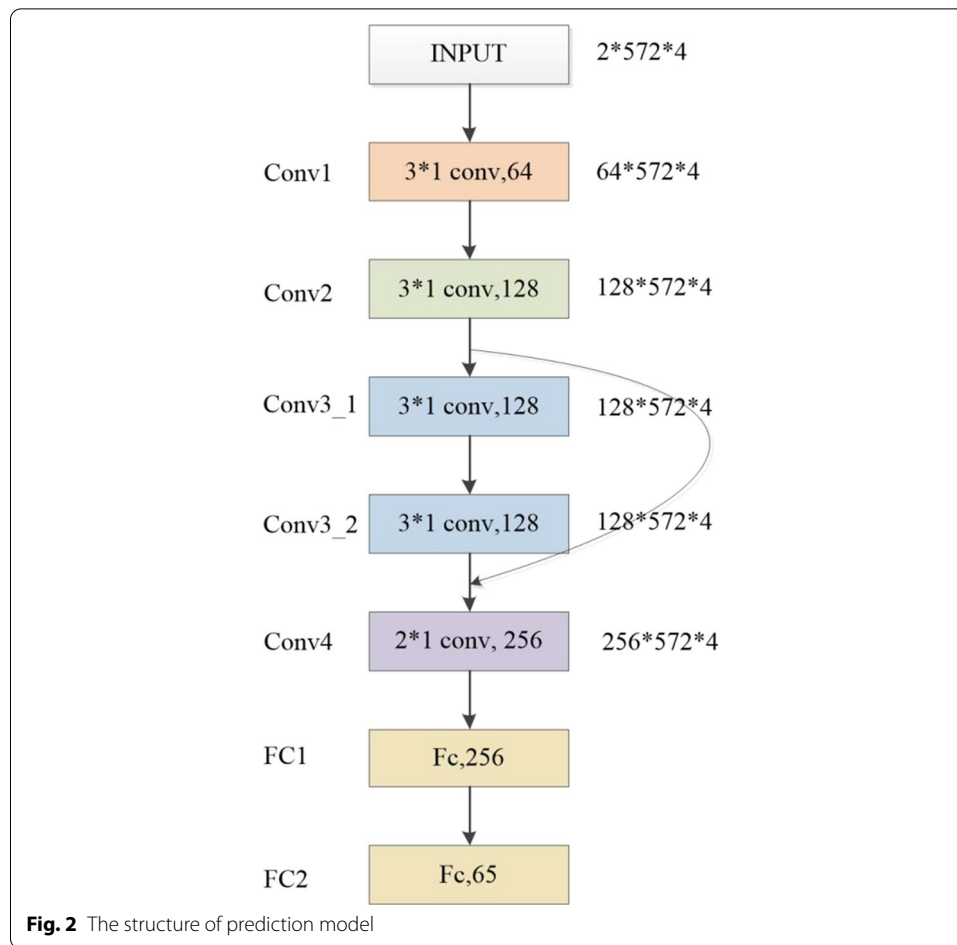 INPUT 2*572*4
Conv1 3*1 conv,64 64*572*4
Conv2 3*1 conv,128 128*572*4
Conv3_1 3*1 conv,128 128*572*4
Conv3_2 3*1 conv,128 128*572*4
Conv4 2*1 conv, 256 256*572*4
FC1 Fc,256
FC2 Fc,65
Fig. 2 The structure of prediction model